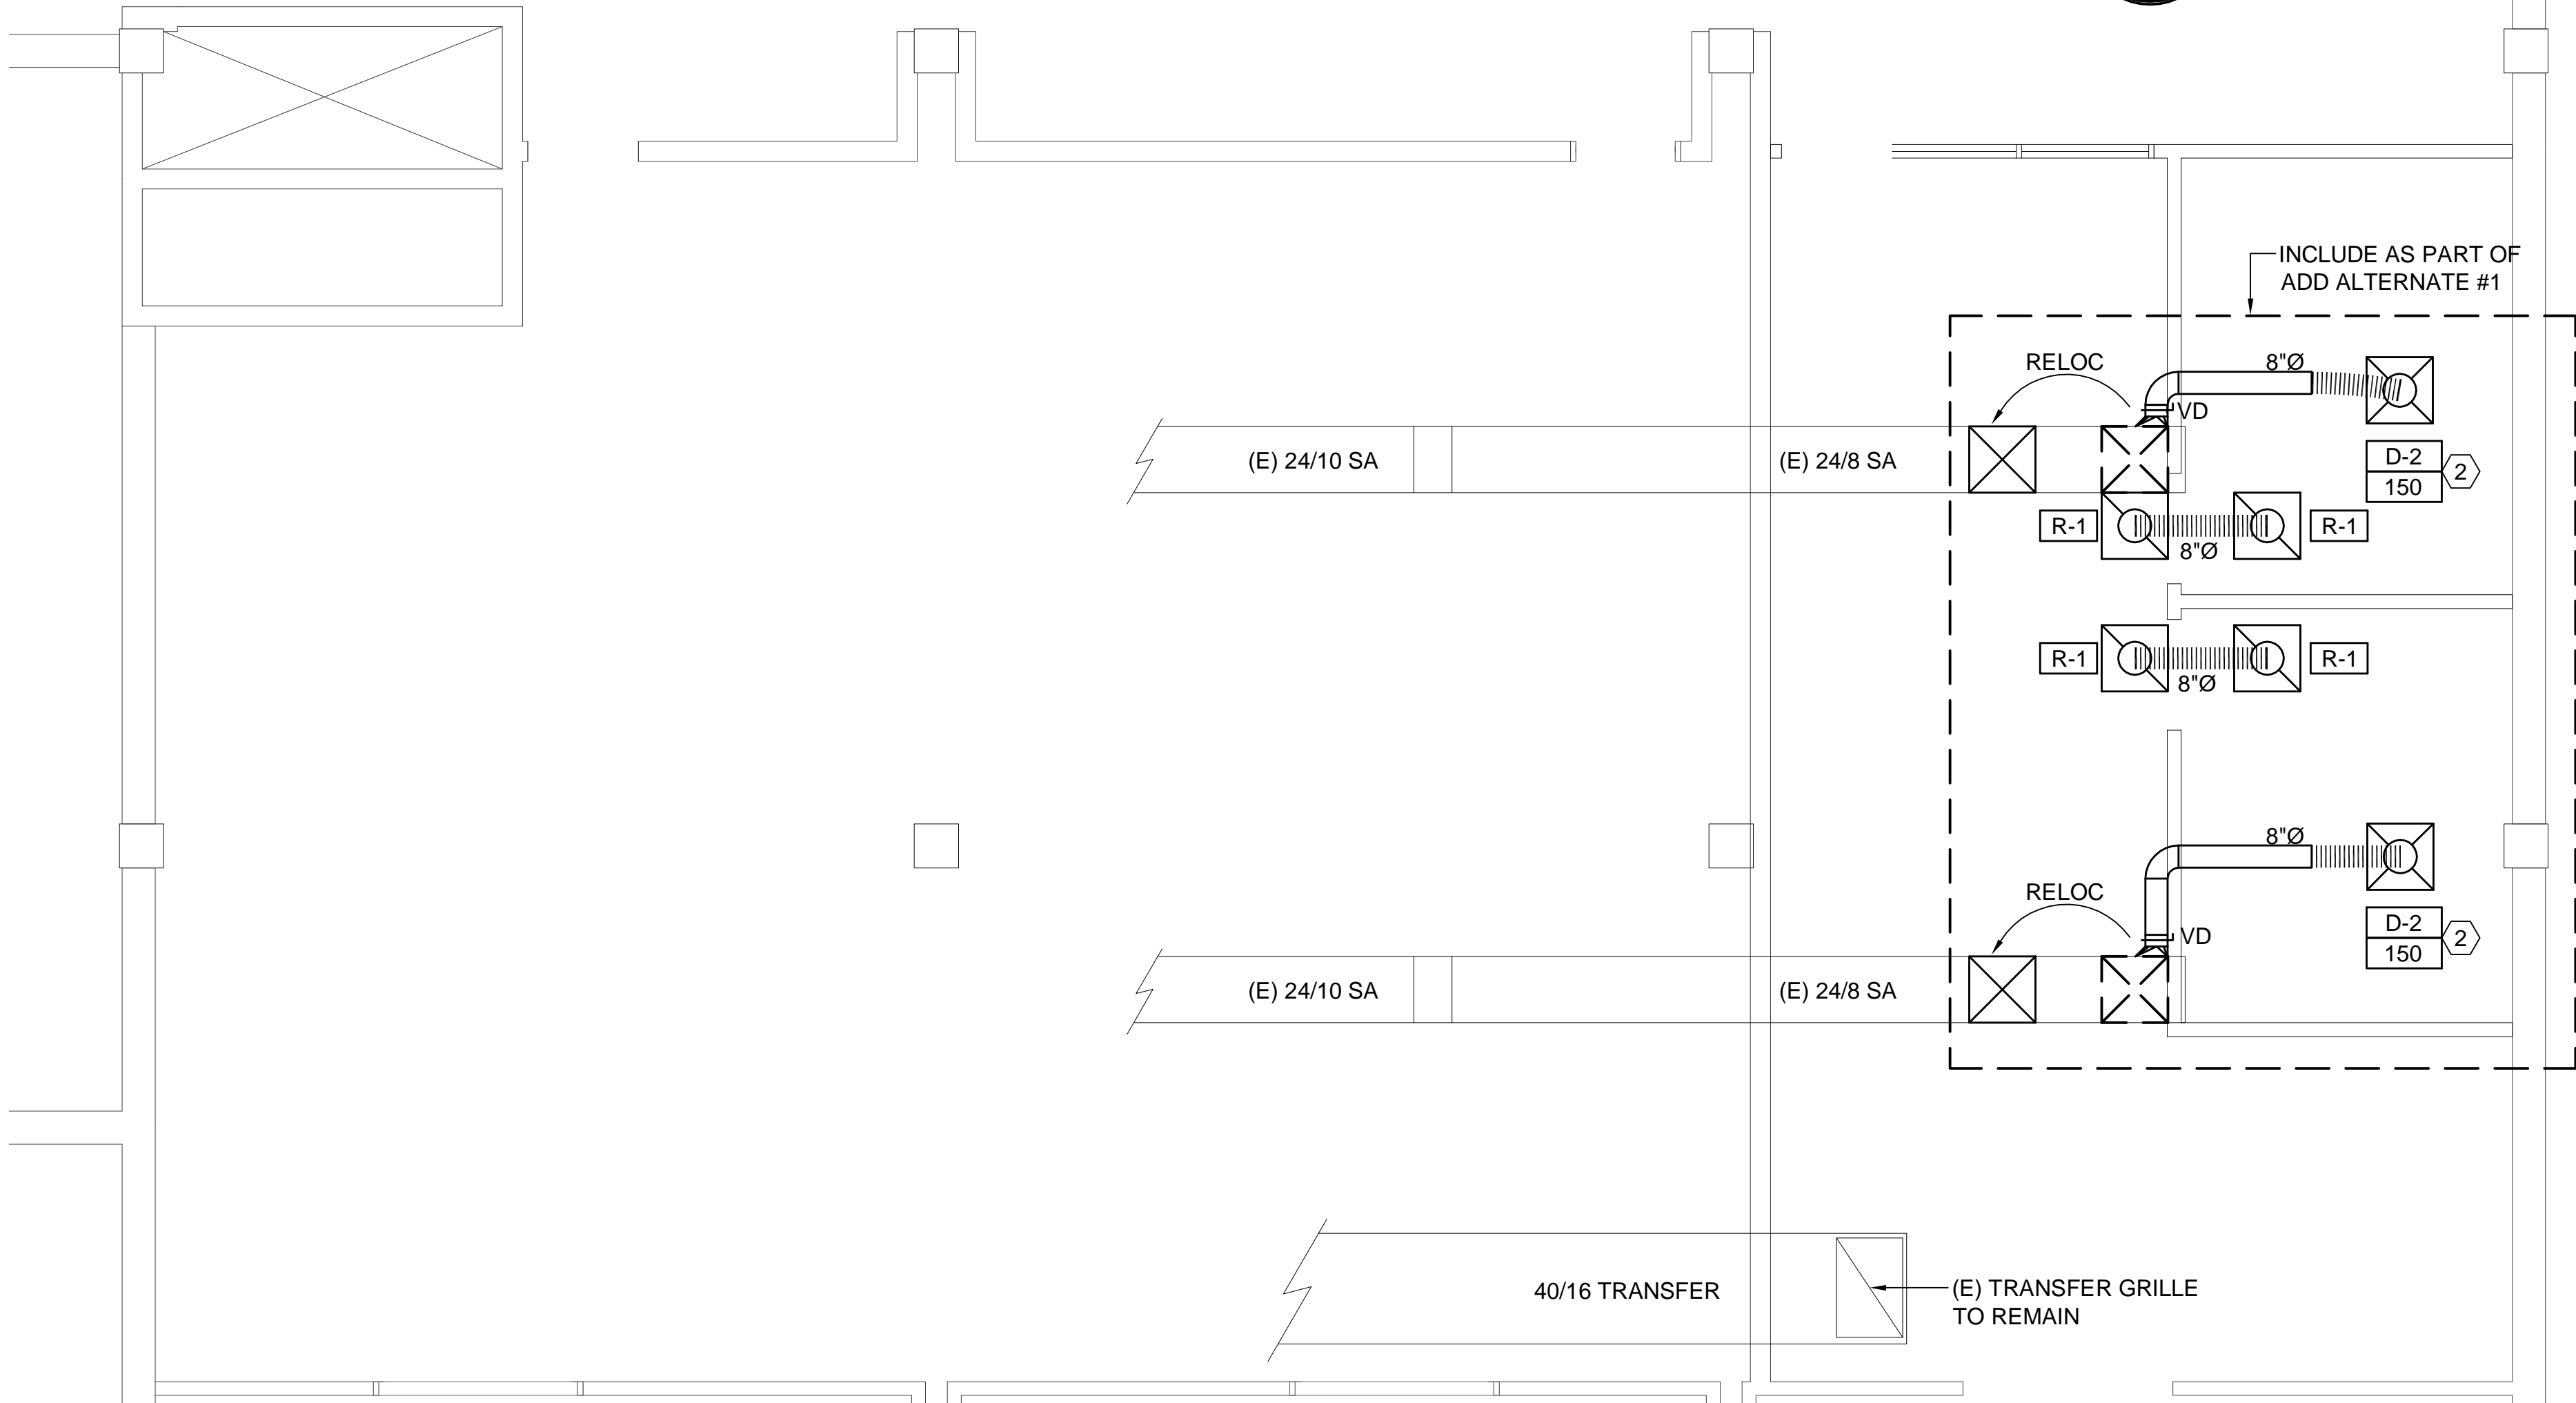 INCLUDE AS PART OF
ADD ALTERNATE #1
RELOC
8"Ø
VD
(E) 24/10 SA
(E) 24/8 SA
D-2
150
2
R-1
8"Ø
R-1
R-1
8"Ø
R-1
8"Ø
RELOC
VD
D-2
150
2
(E) 24/10 SA
(E) 24/8 SA
40/16 TRANSFER
(E) TRANSFER GRILLE
TO REMAIN